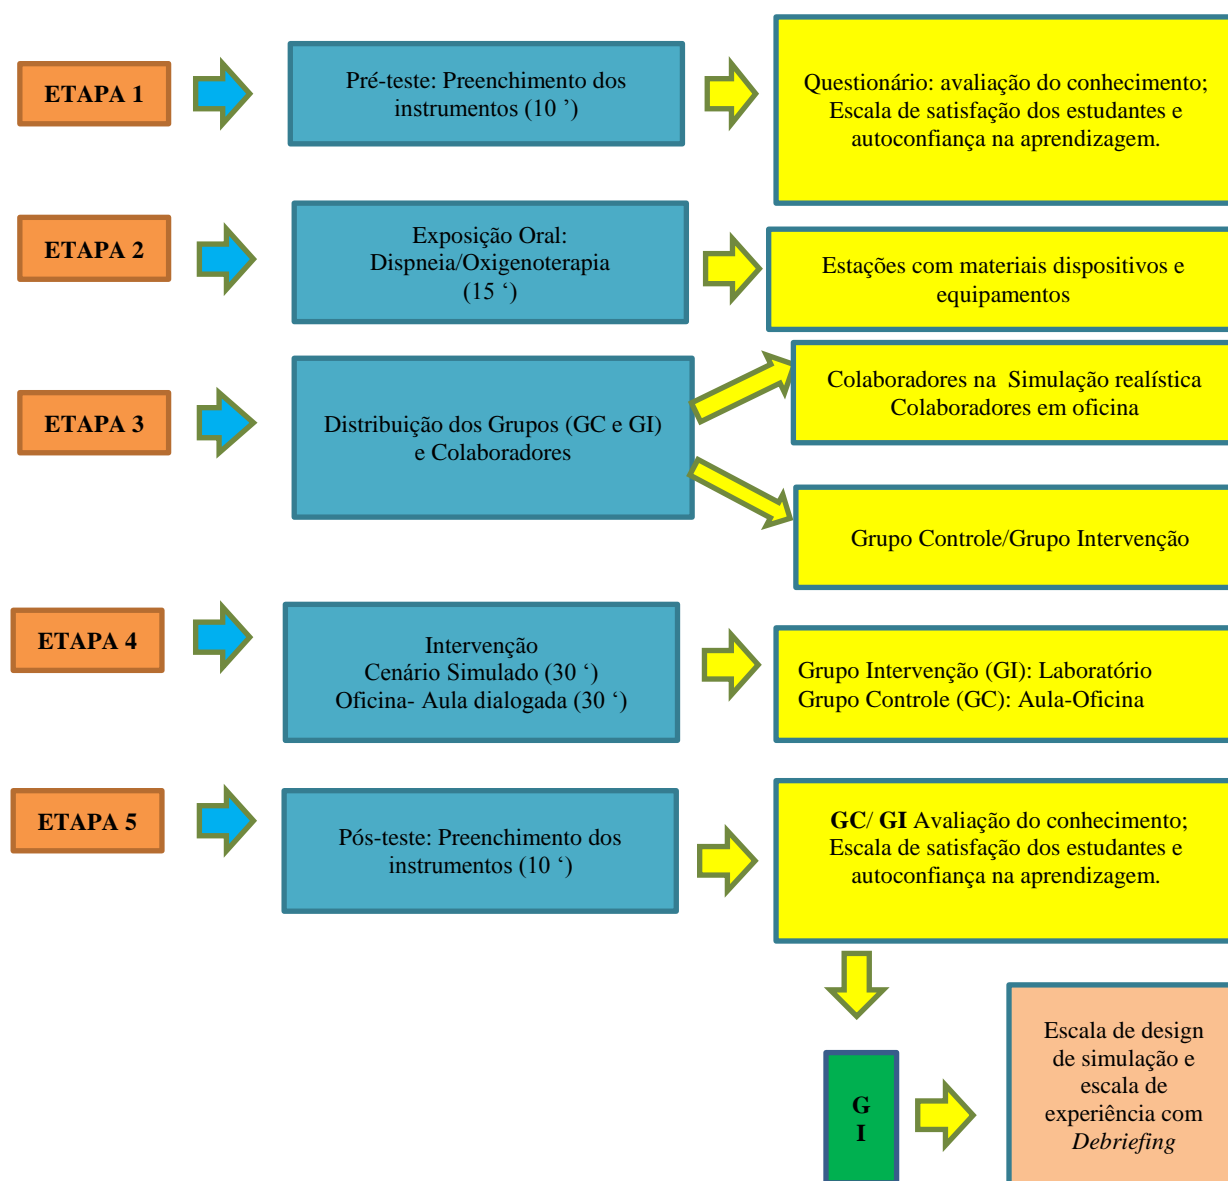 ETAPA 1
Pré-teste: Preenchimento dos
instrumentos (10 ’)
Questionário: avaliação do conhecimento;
Escala de satisfação dos estudantes e
autoconfiança na aprendizagem.
ETAPA 2
Exposição Oral:
Dispneia/Oxigenoterapia
(15 ‘)
Estações com materiais dispositivos e
equipamentos
ETAPA 3
Distribuição dos Grupos (GC e GI)
e Colaboradores
Colaboradores na Simulação realística
Colaboradores em oficina
Grupo Controle/Grupo Intervenção
ETAPA 4
Intervenção
Cenário Simulado (30 ‘)
Oficina- Aula dialogada (30 ‘)
Grupo Intervenção (GI): Laboratório
Grupo Controle (GC): Aula-Oficina
ETAPA 5
Pós-teste: Preenchimento dos
instrumentos (10 ‘)
GC/ GI Avaliação do conhecimento;
Escala de satisfação dos estudantes e
autoconfiança na aprendizagem.
G
I
Escala de design
de simulação e
escala de
experiência com
Debriefing